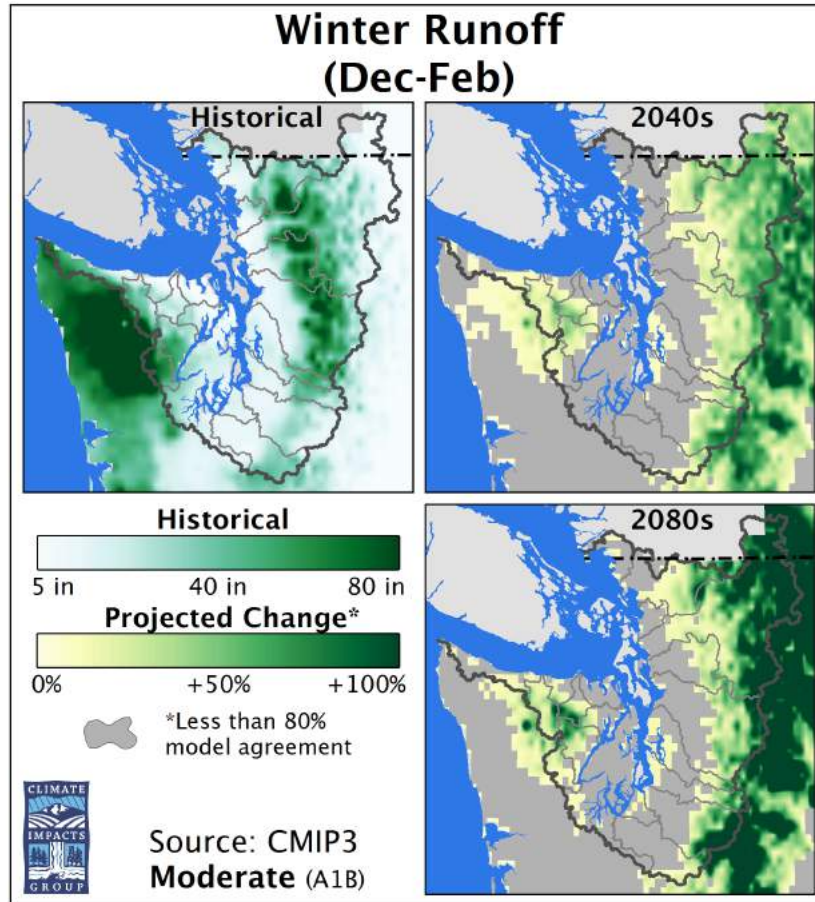 Winter Runoff
(Dec-Feb)
Historical
2040s
Historical
5 in 40 in 80 in
Projected Change*
0% +50% +100%
*Less than 80%
model agreement
2080s
CLIMATE
IMPACTS
GROUP
Source: CMIP3
Moderate (A1B)